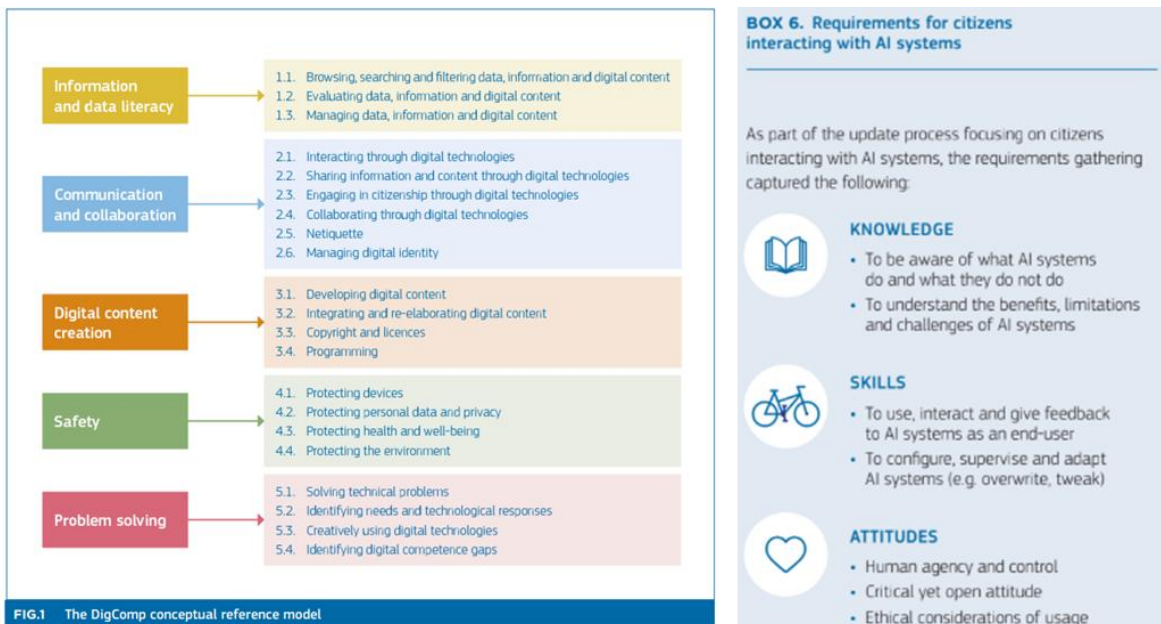 Information
and data literacy
1.1. Browsing, searching and filtering data, information and digital content
1.2. Evaluating data, information and digital content
1.3. Managing data, information and digital content
Communication
and collaboration
2.1. Interacting through digital technologies
2.2. Sharing information and content through digital technologies
2.3. Engaging in citizenship through digital technologies
2.4. Collaborating through digital technologies
2.5. Netiquette
2.6. Managing digital identity
Digital content
creation
3.1. Developing digital content
3.2. Integrating and re-elaborating digital content
3.3. Copyright and licences
3.4. Programming
Safety
4.1. Protecting devices
4.2. Protecting personal data and privacy
4.3. Protecting health and well-being
4.4. Protecting the environment
Problem solving
5.1. Solving technical problems
5.2. Identifying needs and technological responses
5.3. Creatively using digital technologies
5.4. Identifying digital competence gaps
FIG.1 The DigComp conceptual reference model
BOX 6. Requirements for citizens
interacting with AI systems
As part of the update process focusing on citizens
interacting with AI systems, the requirements gathering
captured the following:
KNOWLEDGE
• To be aware of what AI systems
do and what they do not do
• To understand the benefits, limitations
and challenges of AI systems
SKILLS
• To use, interact and give feedback
to AI systems as an end-user
• To configure, supervise and adapt
AI systems (e.g. overwrite, tweak)
ATTITUDES
• Human agency and control
• Critical yet open attitude
• Ethical considerations of usage